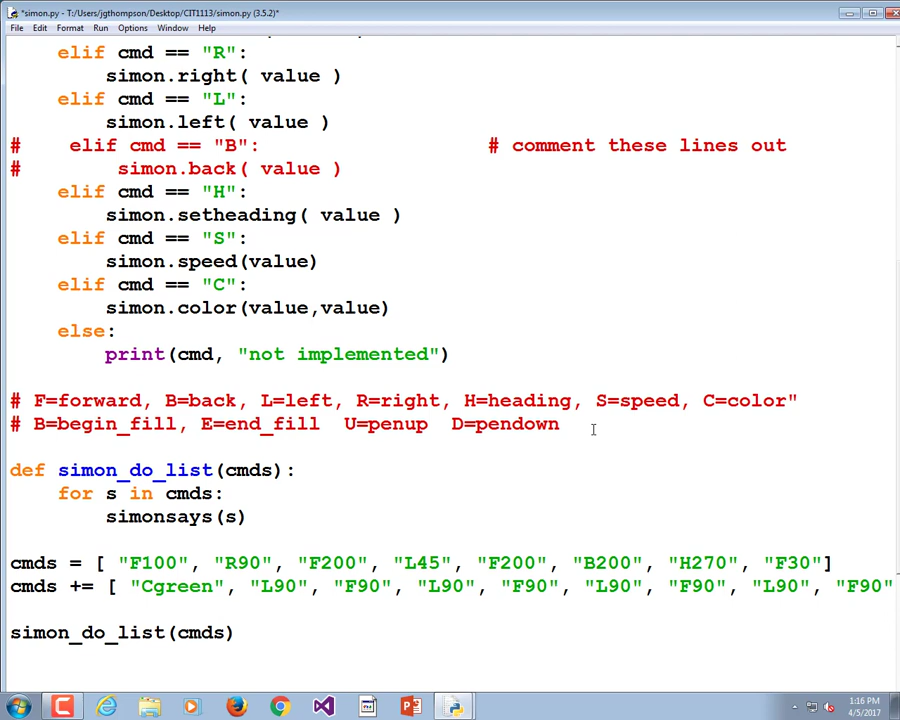 *simon.py - T:/Users/jgthompson/Desktop/CIT1113/simon.py (3.5.2)*
File Edit Format Run Options Window Help
    elif cmd == "R":
        simon.right( value )
    elif cmd == "L":
        simon.left( value )
#    elif cmd == "B":                    # comment these lines out
#        simon.back( value )
    elif cmd == "H":
        simon.setheading( value )
    elif cmd == "S":
        simon.speed(value)
    elif cmd == "C":
        simon.color(value,value)
    else:
        print(cmd, "not implemented")
# F=forward, B=back, L=left, R=right, H=heading, S=speed, C=color"
# B=begin_fill, E=end_fill  U=penup  D=pendown
def simon_do_list(cmds):
    for s in cmds:
        simonsays(s)
cmds = [ "F100", "R90", "F200", "L45", "F200", "B200", "H270", "F30"]
cmds += [ "Cgreen", "L90", "F90", "L90", "F90", "L90", "F90", "L90", "F90"
simon_do_list(cmds)
1:16 PM
4/5/2017